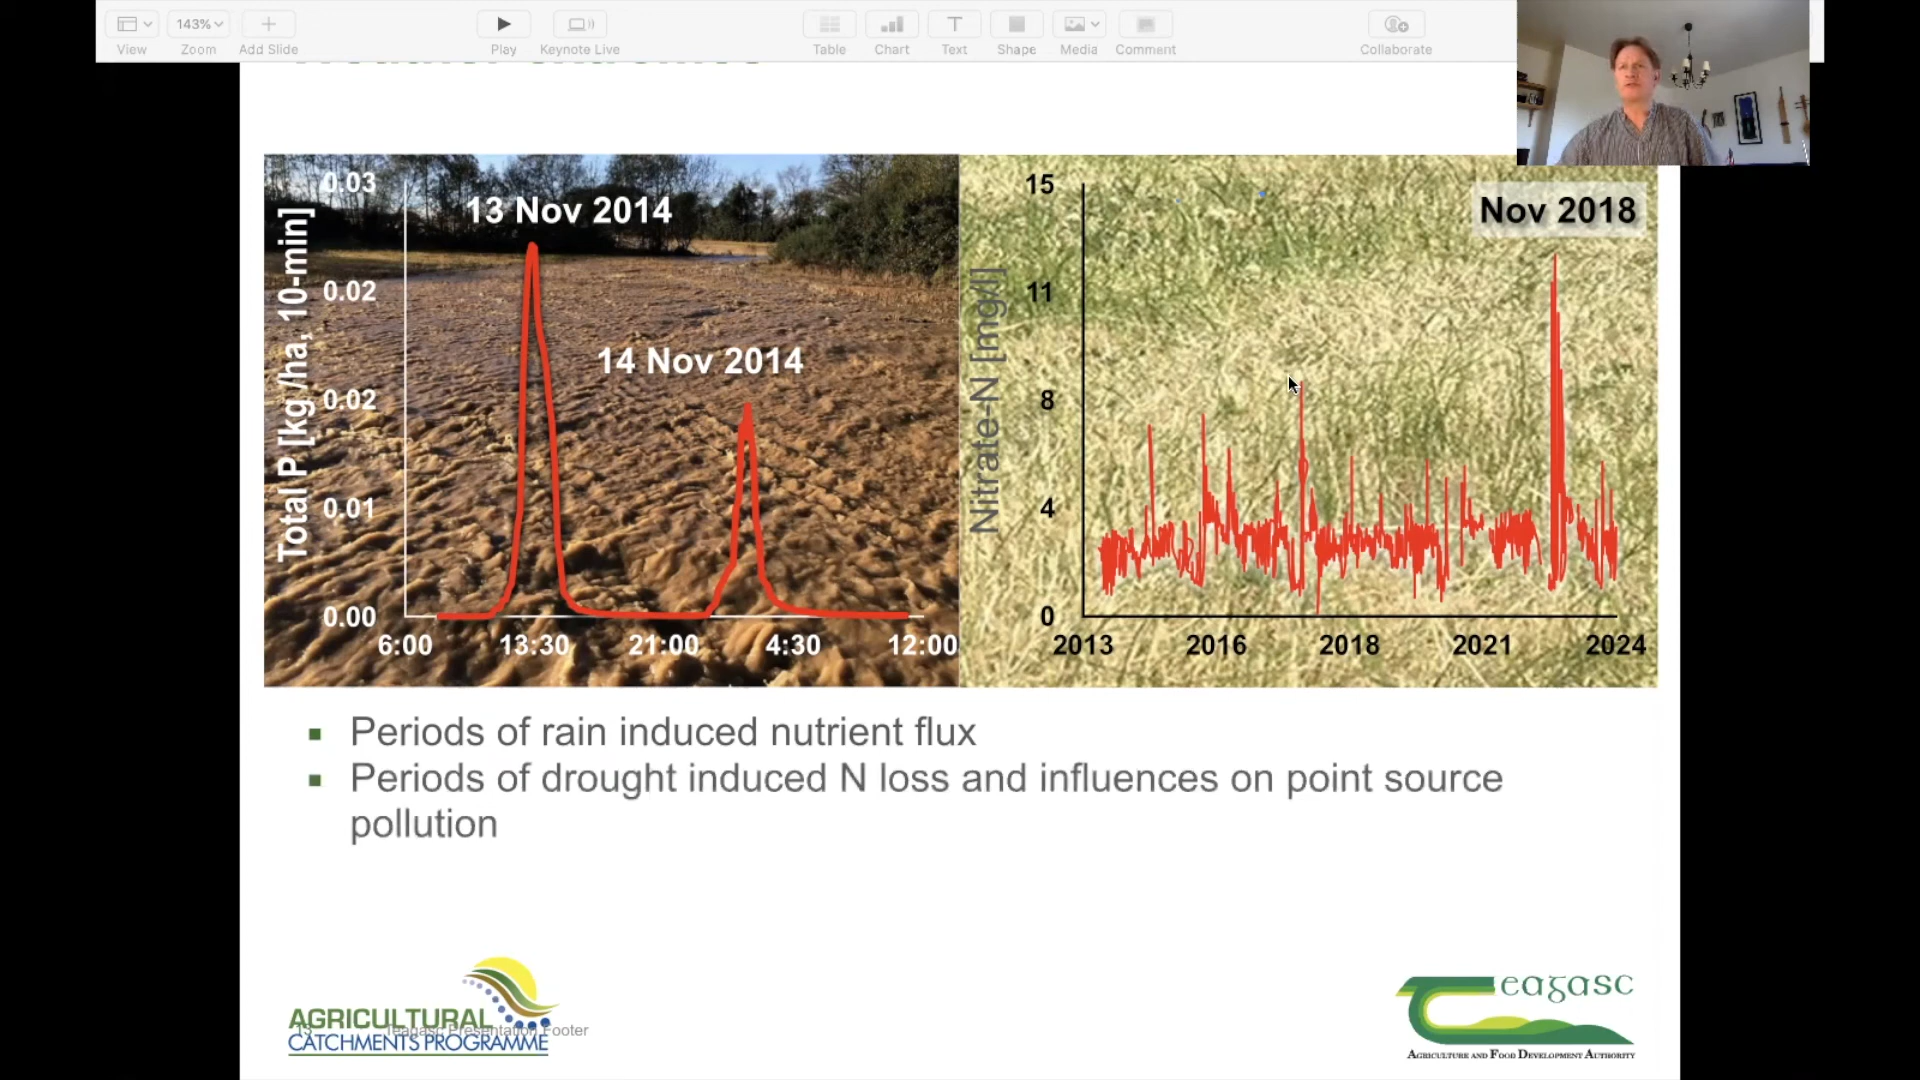 143%
View
Zoom
Add Slide
Play
Keynote Live
Table
Chart
Text
Shape
Media
Comment
Collaborate
Total P [kg /ha, 10-min]
0.03
0.02
0.02
0.01
0.00
13 Nov 2014
14 Nov 2014
6:00 13:30 21:00 4:30 12:00
Nitrate-N [mg/l]
15
11
8
4
0
Nov 2018
2013 2016 2018 2021 2024
Periods of rain induced nutrient flux
Periods of drought induced N loss and influences on point source
pollution
AGRICULTURAL
CATCHMENTS PROGRAMME
Teagasc Presentation Footer
Teagasc
AGRICULTURE AND FOOD DEVELOPMENT AUTHORITY